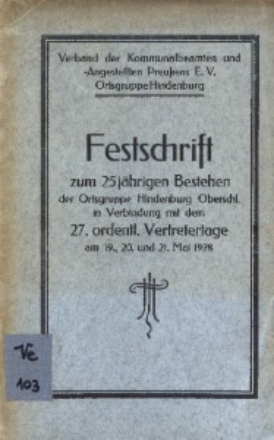 Verband der Kommunalbeamten und
-Angestellten Preußens E. V.
Ortsgruppe Hindenburg
Festschrift
zum 25jährigen Bestehen
der Ortsgruppe Hindenburg Oberschl.
in Verbindung mit dem
27. ordentl. Vertretertage
am 19., 20. und 21. Mai 1928
Ve
103